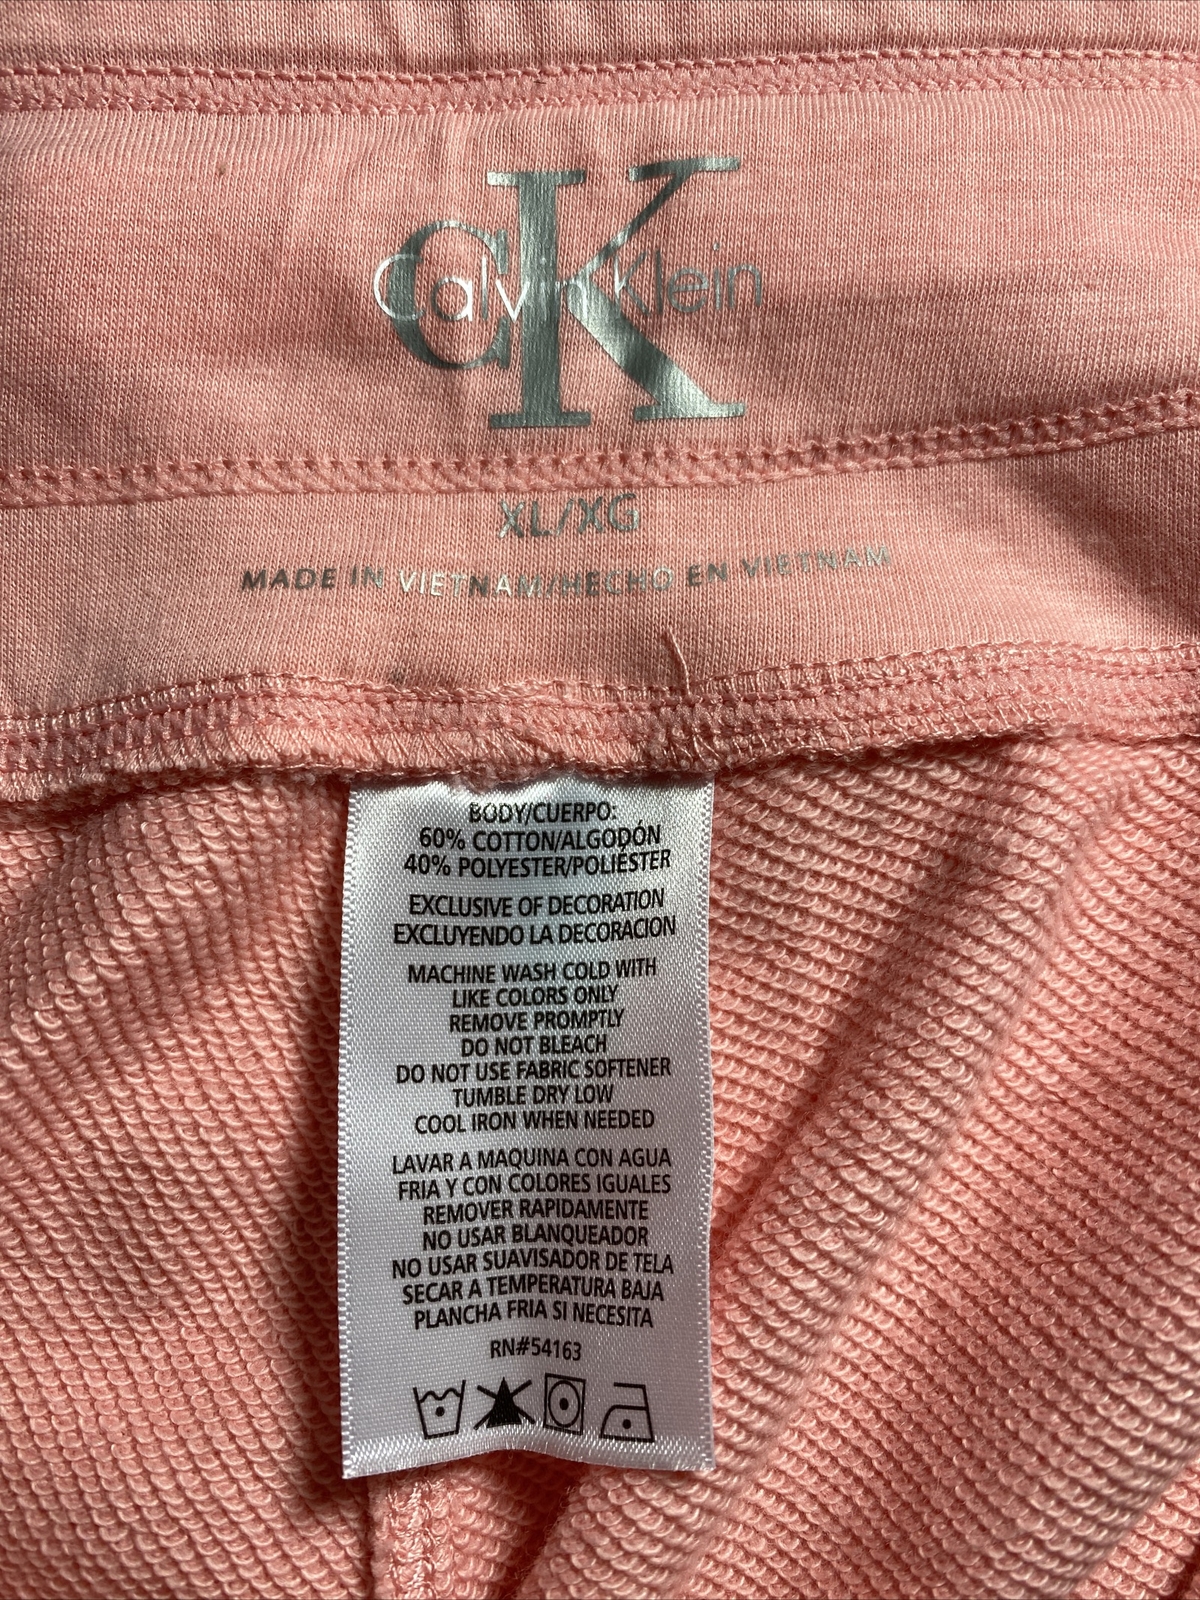 CK
Calvin Klein
XL/XG
MADE IN VIETNAM/HECHO EN VIETNAM
BODY/CUERPO:
60% COTTON/ALGODÓN
40% POLYESTER/POLIÉSTER
EXCLUSIVE OF DECORATION
EXCLUYENDO LA DECORACION
MACHINE WASH COLD WITH
LIKE COLORS ONLY
REMOVE PROMPTLY
DO NOT BLEACH
DO NOT USE FABRIC SOFTENER
TUMBLE DRY LOW
COOL IRON WHEN NEEDED
LAVAR A MAQUINA CON AGUA
FRIA Y CON COLORES IGUALES
REMOVER RAPIDAMENTE
NO USAR BLANQUEADOR
NO USAR SUAVISADOR DE TELA
SECAR A TEMPERATURA BAJA
PLANCHA FRIA SI NECESITA
RN#54163